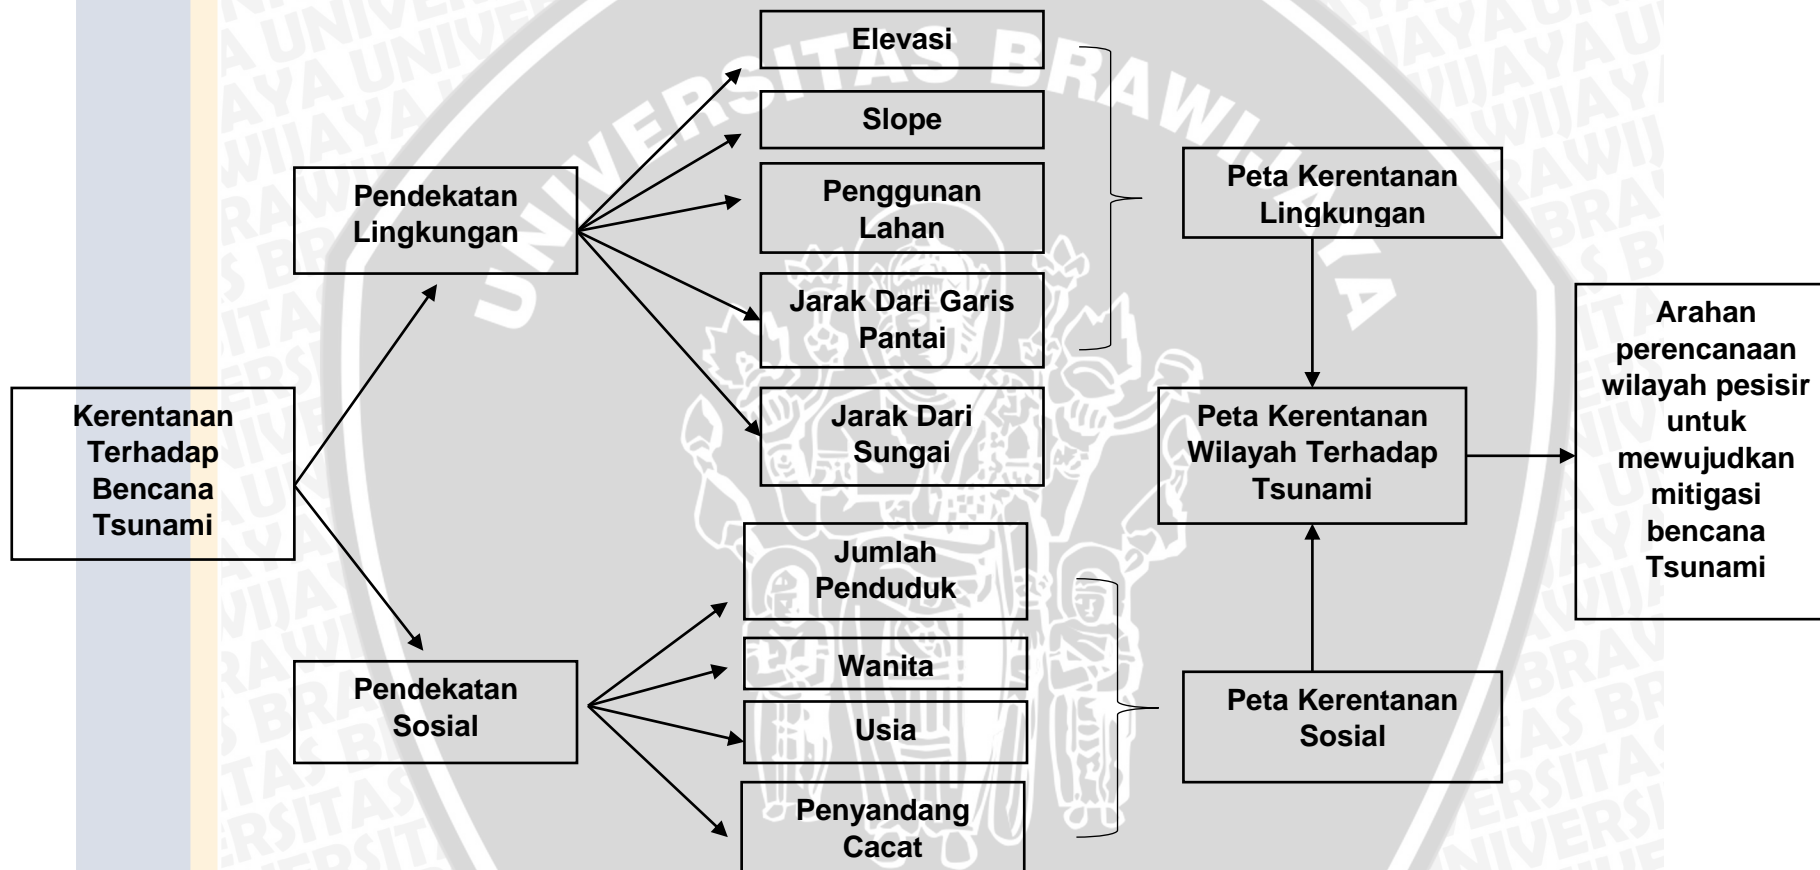 Kerentanan
Terhadap
Bencana
Tsunami
Pendekatan
Lingkungan
Elevasi
Slope
Penggunan
Lahan
Jarak Dari Garis
Pantai
Jarak Dari
Sungai
Peta Kerentanan
Lingkungan
Pendekatan
Sosial
Jumlah
Penduduk
Wanita
Usia
Penyandang
Cacat
Peta Kerentanan
Sosial
Peta Kerentanan
Wilayah Terhadap
Tsunami
Arahan
perencanaan
wilayah pesisir
untuk
mewujudkan
mitigasi
bencana
Tsunami
UNIVERSITAS BRAWIJAYA